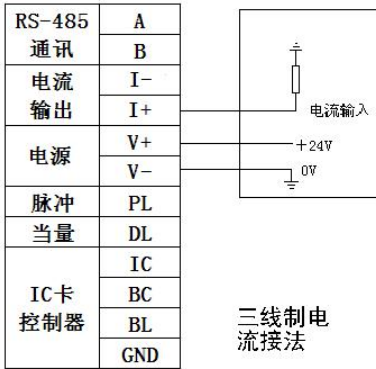 RS-485
通讯
A
B
电流
输出
I-
I+
电源
V+
V-
脉冲
PL
当量
DL
IC卡
控制器
IC
BC
BL
GND
电流输入
+24V
0V
三线制电
流接法